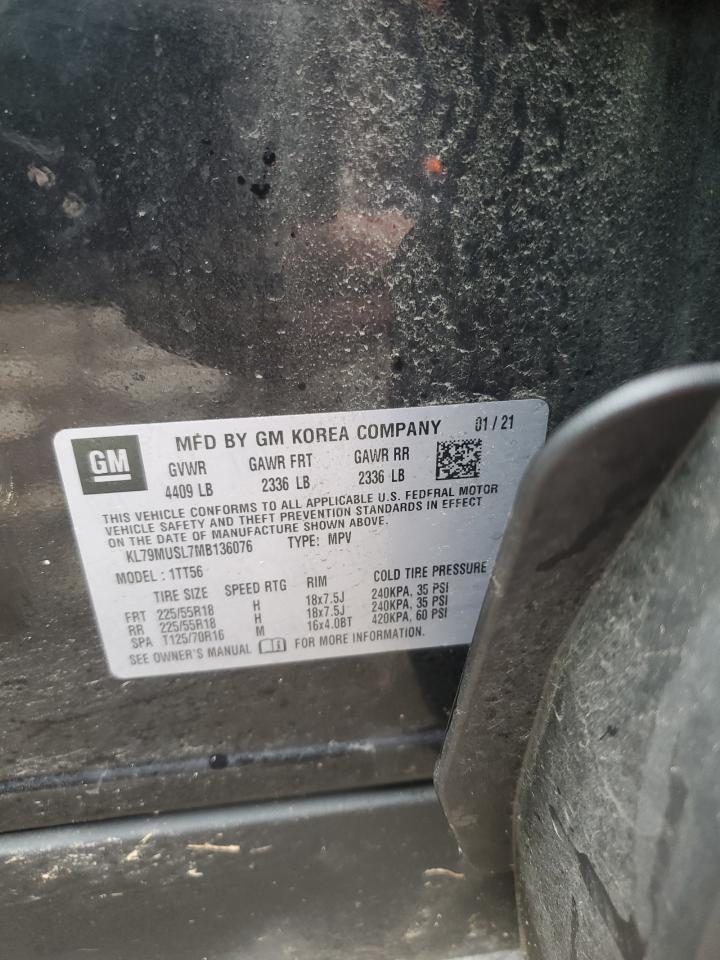 GM
MFD BY GM KOREA COMPANY 01/21
GVWR GAWR FRT GAWR RR
4409 LB 2336 LB 2336 LB
THIS VEHICLE CONFORMS TO ALL APPLICABLE U.S. FEDERAL MOTOR
VEHICLE SAFETY AND THEFT PREVENTION STANDARDS IN EFFECT
ON THE DATE OF MANUFACTURE SHOWN ABOVE.
KL79MUSL7MB136076 TYPE: MPV
MODEL: 1TT56
TIRE SIZE SPEED RTG RIM COLD TIRE PRESSURE
FRT 225/55R18 H 18x7.5J 240KPA, 35 PSI
RR 225/55R18 H 18x7.5J 240KPA, 35 PSI
SPA T125/70R16 M 16x4.0BT 420KPA, 60 PSI
SEE OWNER'S MANUAL FOR MORE INFORMATION.